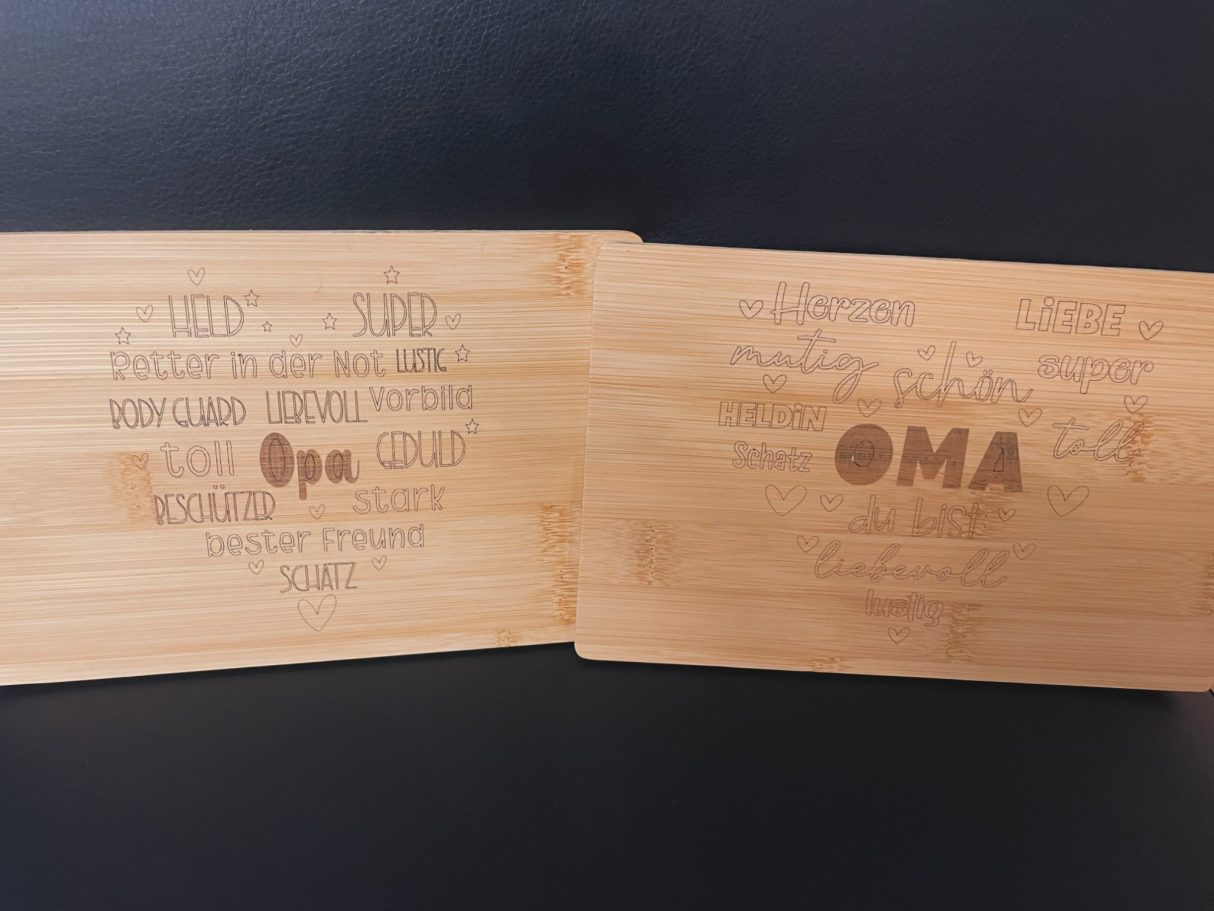 HELD SUPER
Retter in der Not LUSTIG
BODY GUARD LIEBEVOLL Vorbild
toll Opa GEDULD
BESCHÜTZER stark
bester Freund
SCHATZ
Herzen LiEBE
mutig schön super
HELDiN OMA toll
Schatz
du bist
liebevoll
lustig